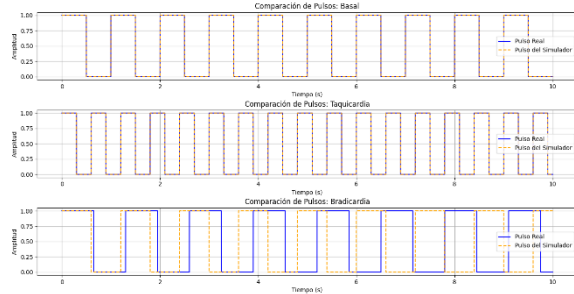 Comparación de Pulsos: Basal
1.00
0.75
0.50
0.25
0.00
Amplitud
Pulso Real
Pulso del Simulador
0 2 4 6 8 10
Tiempo (s)
Comparación de Pulsos: Taquicardia
1.00
0.75
0.50
0.25
0.00
Amplitud
Pulso Real
Pulso del Simulador
0 2 4 6 8 10
Tiempo (s)
Comparación de Pulsos: Bradicardia
1.00
0.75
0.50
0.25
0.00
Amplitud
Pulso Real
Pulso del Simulador
0 2 4 6 8 10
Tiempo (s)